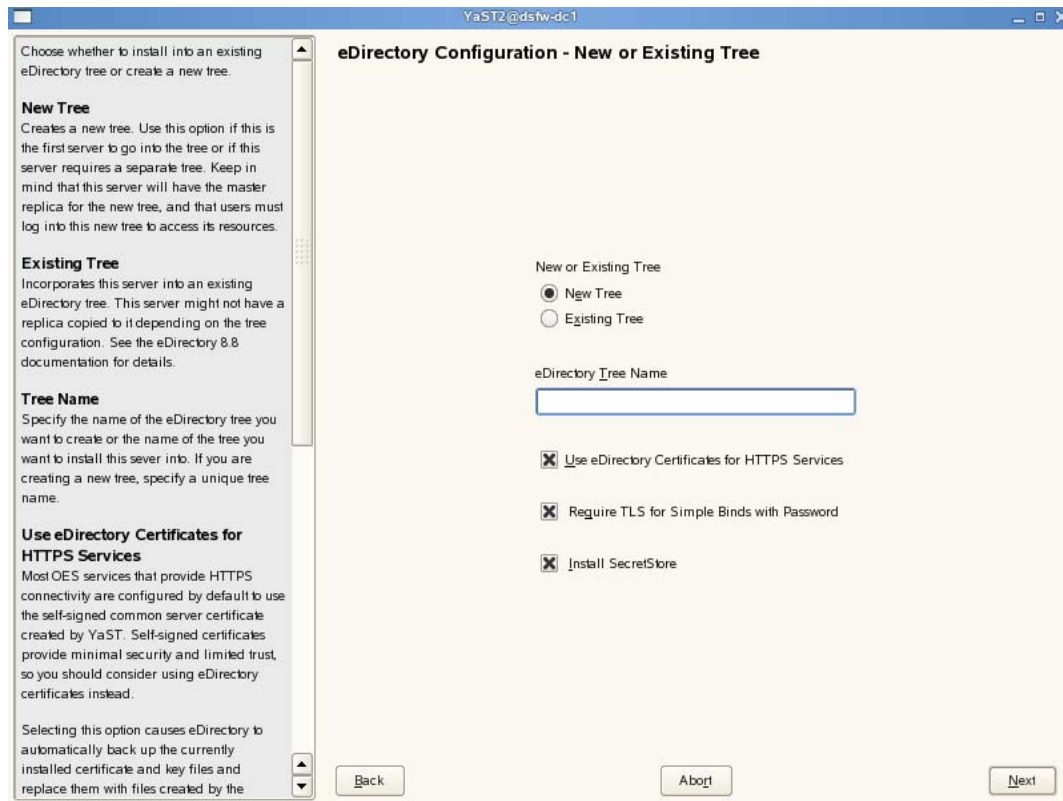 YaST2@dsfw-dc1
Choose whether to install into an existing
eDirectory tree or create a new tree.
New Tree
Creates a new tree. Use this option if this is
the first server to go into the tree or if this
server requires a separate tree. Keep in
mind that this server will have the master
replica for the new tree, and that users must
log into this new tree to access its resources.
Existing Tree
Incorporates this server into an existing
eDirectory tree. This server might not have a
replica copied to it depending on the tree
configuration. See the eDirectory 8.8
documentation for details.
Tree Name
Specify the name of the eDirectory tree you
want to create or the name of the tree you
want to install this sever into. If you are
creating a new tree, specify a unique tree
name.
Use eDirectory Certificates for
HTTPS Services
Most OES services that provide HTTPS
connectivity are configured by default to use
the self-signed common server certificate
created by YaST. Self-signed certificates
provide minimal security and limited trust,
so you should consider using eDirectory
certificates instead.
Selecting this option causes eDirectory to
automatically back up the currently
installed certificate and key files and
replace them with files created by the
eDirectory Configuration - New or Existing Tree
New or Existing Tree
New Tree
Existing Tree
eDirectory Tree Name
Use eDirectory Certificates for HTTPS Services
Require TLS for Simple Binds with Password
Install SecretStore
Back
Abort
Next